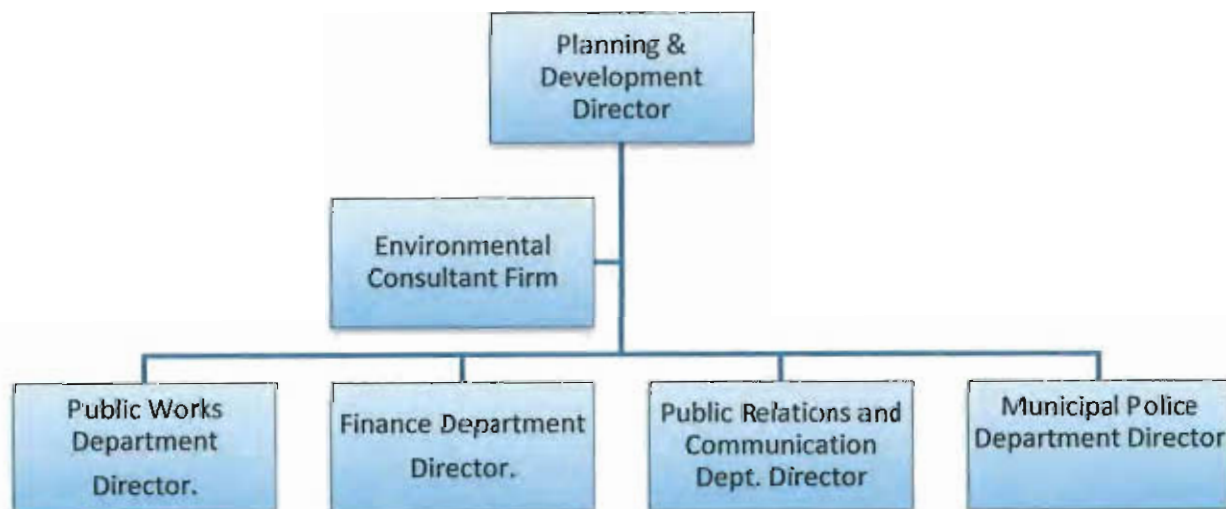 Planning &
Development
Director
Environmental
Consultant Firm
Public Works
Department
Director.
Finance Department
Director.
Public Relations and
Communication
Dept. Director
Municipal Police
Department Director